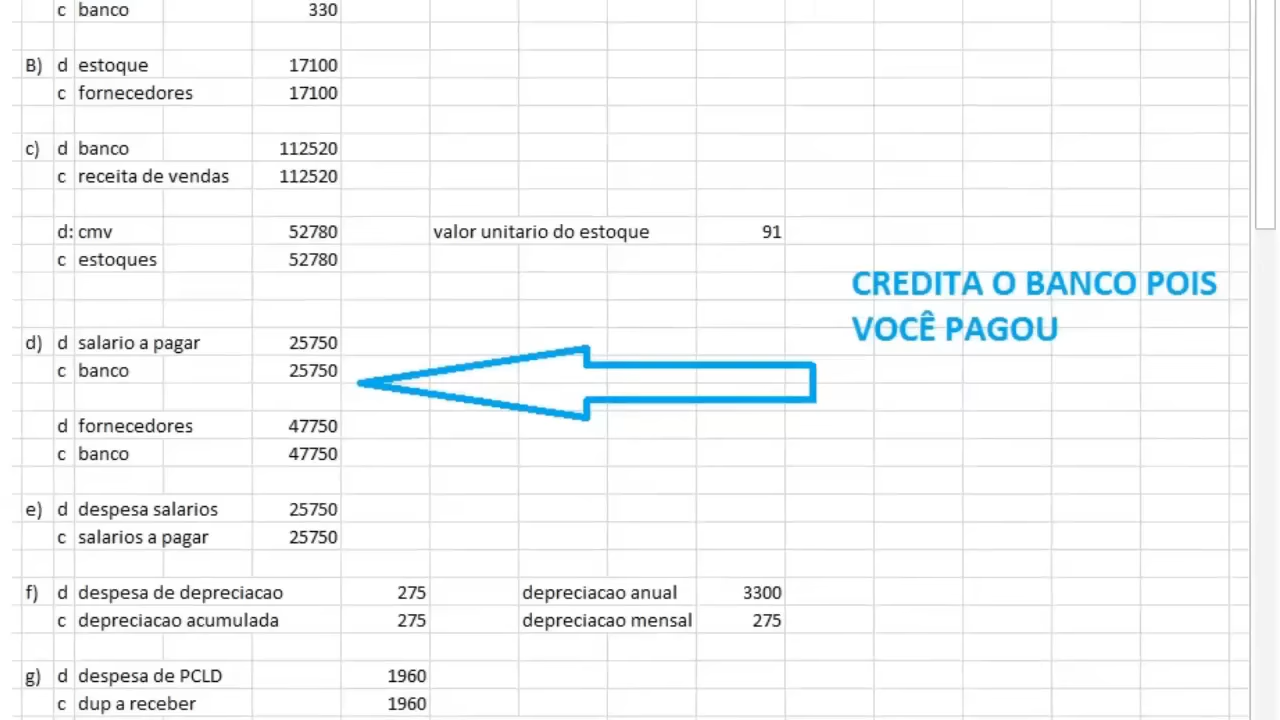 c banco 330
B) d estoque 17100
c fornecedores 17100
c) d banco 112520
c receita de vendas 112520
d: cmv 52780 valor unitario do estoque 91
c estoques 52780
CREDITA O BANCO POIS
VOCÊ PAGOU
d) d salario a pagar 25750
c banco 25750
d fornecedores 47750
c banco 47750
e) d despesa salarios 25750
c salarios a pagar 25750
f) d despesa de depreciacao 275 depreciacao anual 3300
c depreciacao acumulada 275 depreciacao mensal 275
g) d despesa de PCLD 1960
c dup a receber 1960